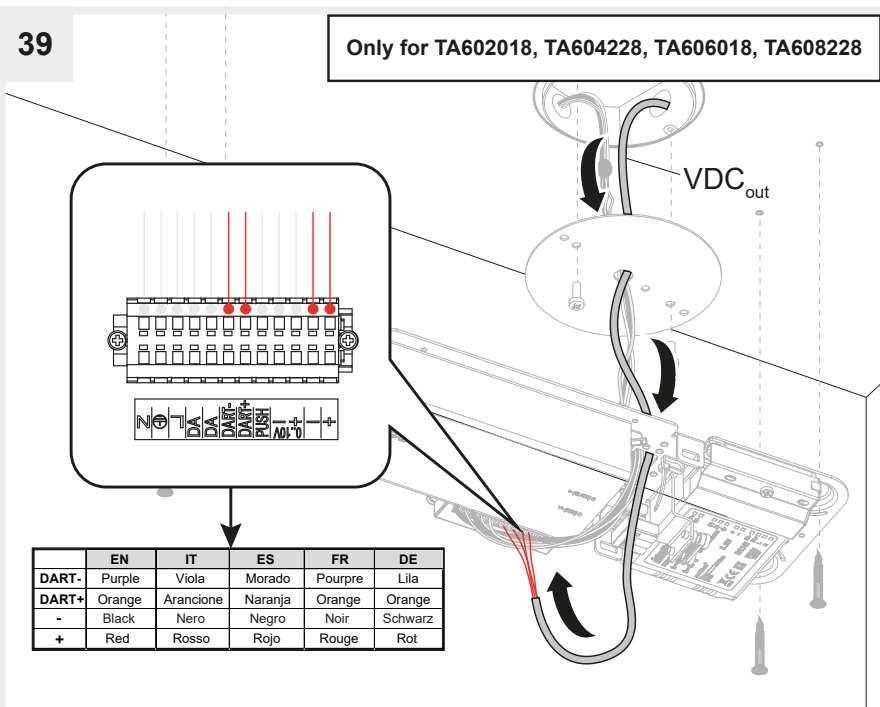 39
Only for TA602018, TA604228, TA606018, TA608228
VDCout
N L DA DA DART- DART+ PUSH - + 0..10V - +
EN IT ES FR DE
DART- Purple Viola Morado Pourpre Lila
DART+ Orange Arancione Naranja Orange Orange
- Black Nero Negro Noir Schwarz
+ Red Rosso Rojo Rouge Rot